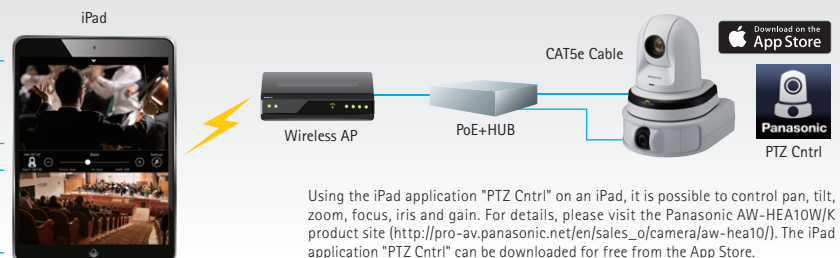 iPad
Download on the
App Store
CAT5e Cable
Wireless AP
PoE+HUB
Panasonic
PTZ Cntrl
Zoom
Settings
Using the iPad application "PTZ Cntrl" on an iPad, it is possible to control pan, tilt,
zoom, focus, iris and gain. For details, please visit the Panasonic AW-HEA10W/K
product site (http://pro-av.panasonic.net/en/sales_o/camera/aw-hea10/). The iPad
application "PTZ Cntrl" can be downloaded for free from the App Store.